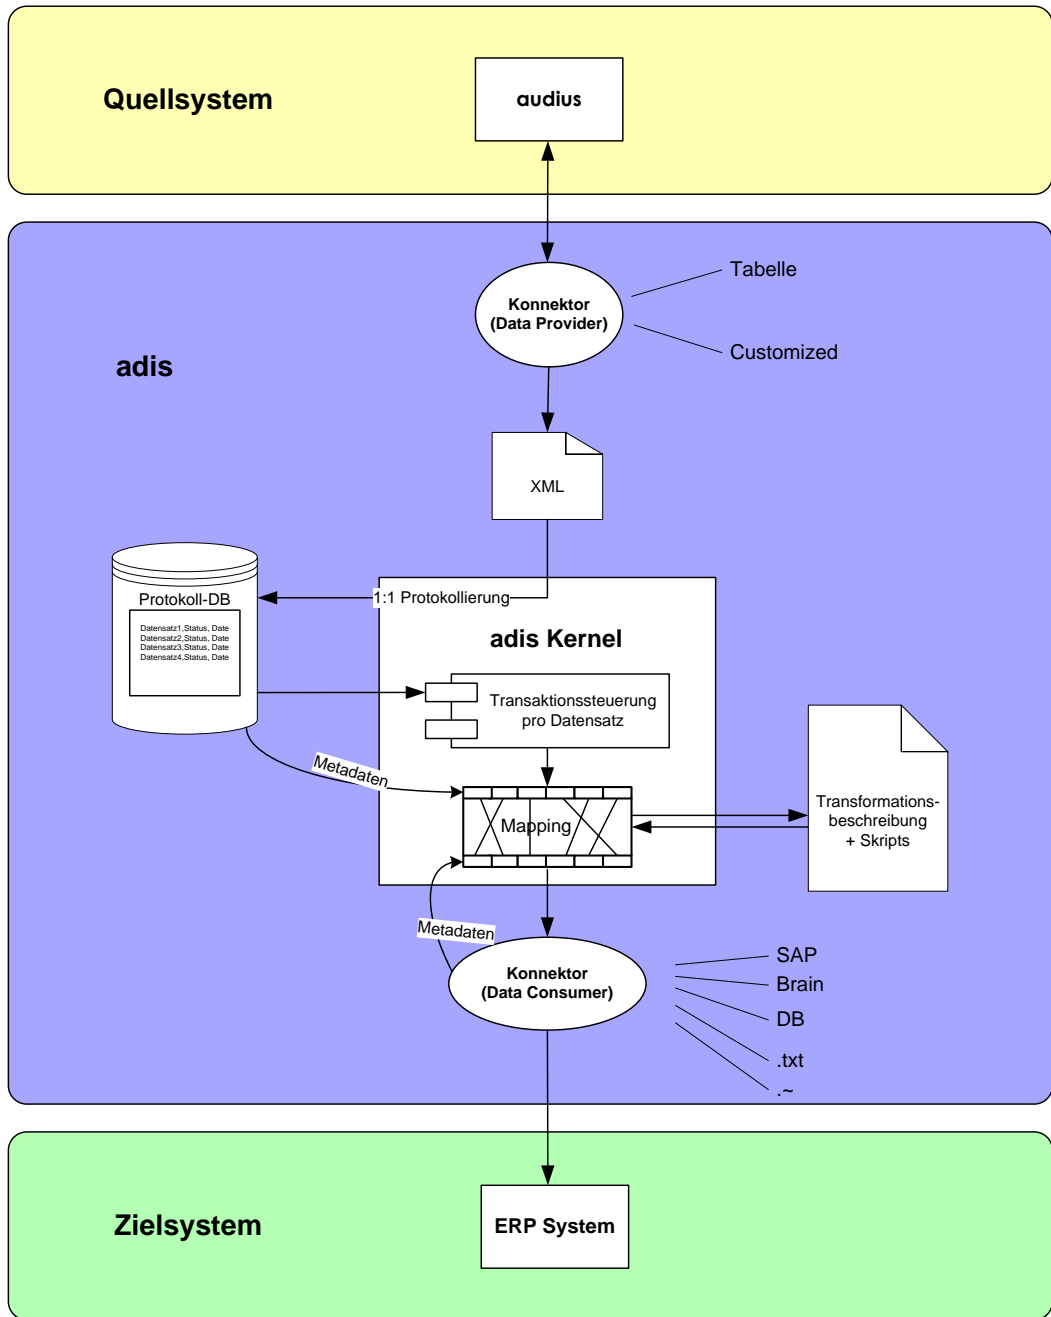 Quellsystem
audius
Konnektor
(Data Provider)
Tabelle
Customized
adis
XML
Protokoll-DB
Datensatz1,Status, Date
Datensatz2,Status, Date
Datensatz3,Status, Date
Datensatz4,Status, Date
1:1 Protokollierung
adis Kernel
Transaktionssteuerung
pro Datensatz
Metadaten
Mapping
Transformations-
beschreibung
+ Skripts
Metadaten
Konnektor
(Data Consumer)
SAP
Brain
DB
.txt
.~
Zielsystem
ERP System